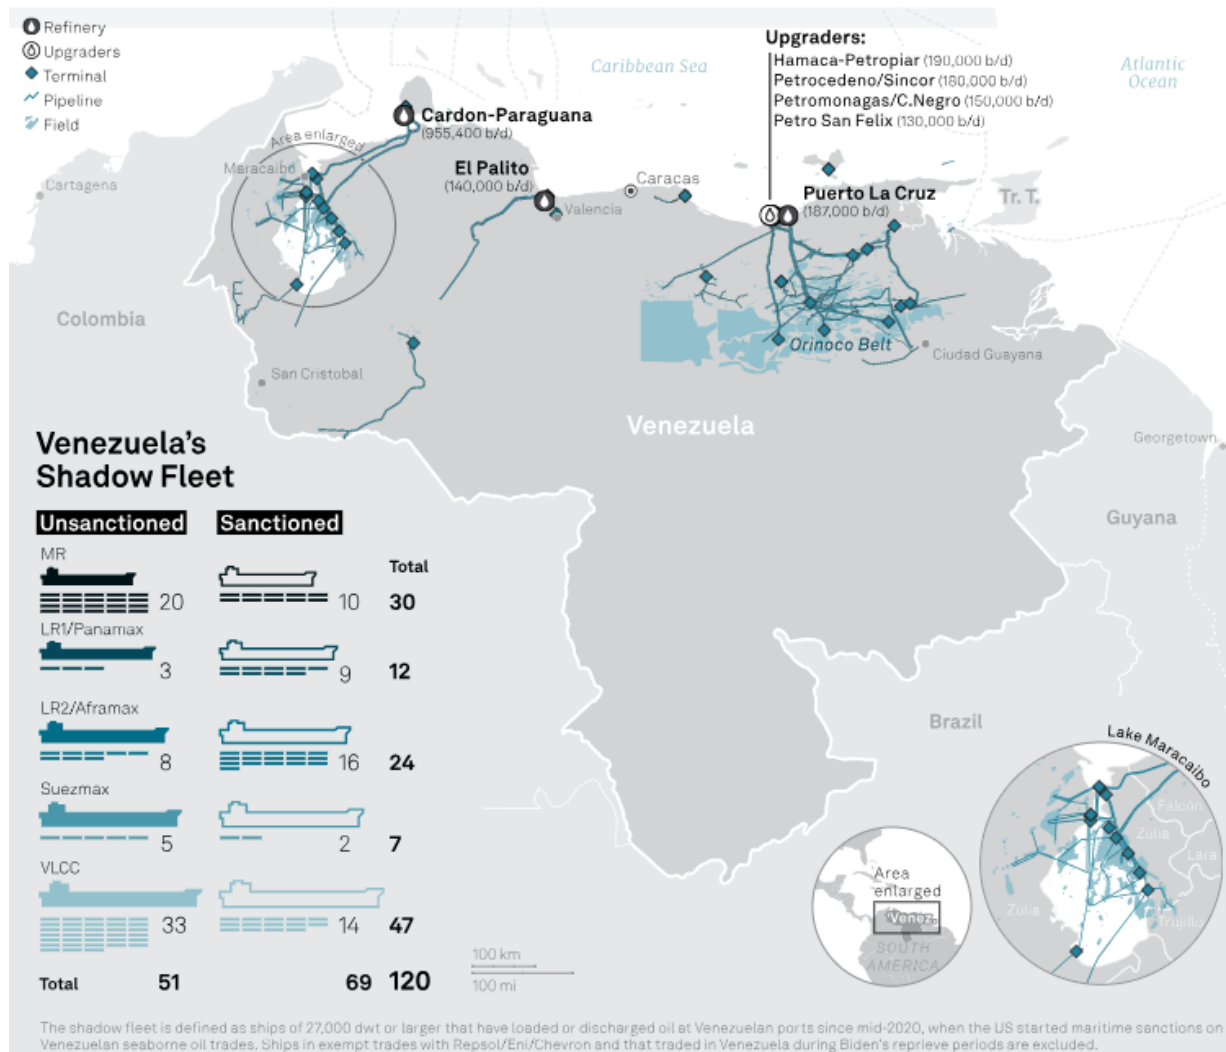 Refinery
Upgraders
Terminal
Pipeline
Field
Caribbean Sea
Upgraders:
Hamaca-Petropiar (190,000 b/d)
Petrocedeno/Sincor (180,000 b/d)
Petromonagas/C.Negro (150,000 b/d)
Petro San Felix (130,000 b/d)
Atlantic
Ocean
Cardon-Paraguana
(955,400 b/d)
Area enlarged
Maracaibo
El Palito
(140,000 b/d)
Valencia
Caracas
Puerto La Cruz
(187,000 b/d)
Tr. T.
Cartagena
Colombia
San Cristobal
Orinoco Belt
Ciudad Guayana
Venezuela
Georgetown
Guyana
Brazil
Venezuela's
Shadow Fleet
Unsanctioned Sanctioned
MR
Total
20 10 30
LR1/Panamax
3 9 12
LR2/Aframax
8 16 24
Suezmax
5 2 7
VLCC
33 14 47
Total 51 69 120
100 km
100 mi
Area
enlarged
Venez.
SOUTH
AMERICA
Lake Maracaibo
Falcón
Zulia
Lara
Zulia
Trujillo
The shadow fleet is defined as ships of 27,000 dwt or larger that have loaded or discharged oil at Venezuelan ports since mid-2020, when the US started maritime sanctions on
Venezuelan seaborne oil trades. Ships in exempt trades with Repsol/Eni/Chevron and that traded in Venezuela during Biden's reprieve periods are excluded.